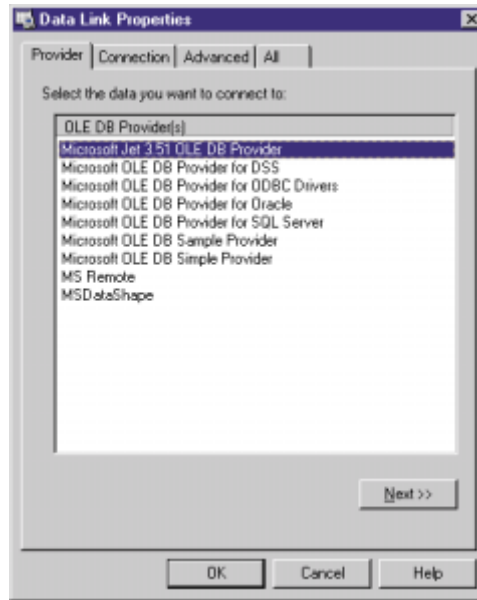 Data Link Properties
Provider Connection Advanced All
Select the data you want to connect to:
OLE DB Provider(s)
Microsoft Jet 3.51 OLE DB Provider
Microsoft OLE DB Provider for DSS
Microsoft OLE DB Provider for ODBC Drivers
Microsoft OLE DB Provider for Oracle
Microsoft OLE DB Provider for SQL Server
Microsoft OLE DB Sample Provider
Microsoft OLE DB Simple Provider
MS Remote
MSDataShape
Next >>
OK Cancel Help